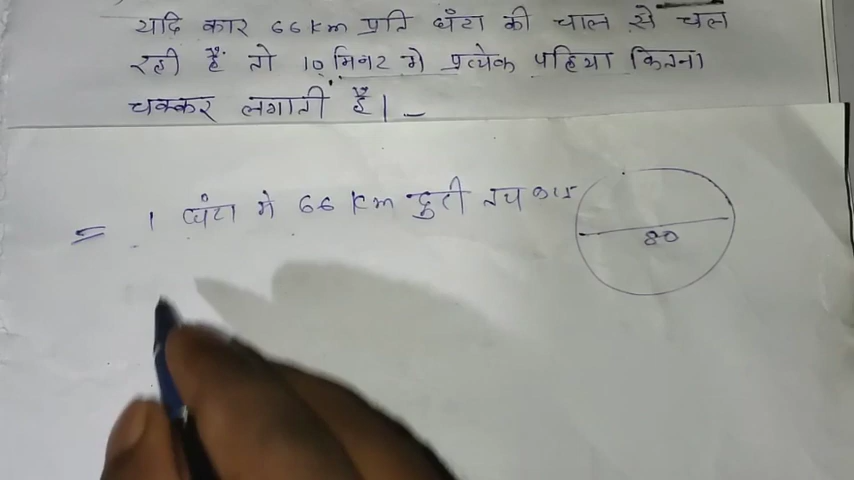 यदि कार 66 Km प्रति घंटा की चाल से चल
रही हैं तो 10 मिनट मे प्रत्येक पहिया कितना
चक्कर लगाती हैं। _
= 1 घंटा मे 66 Km दुरी तय
80